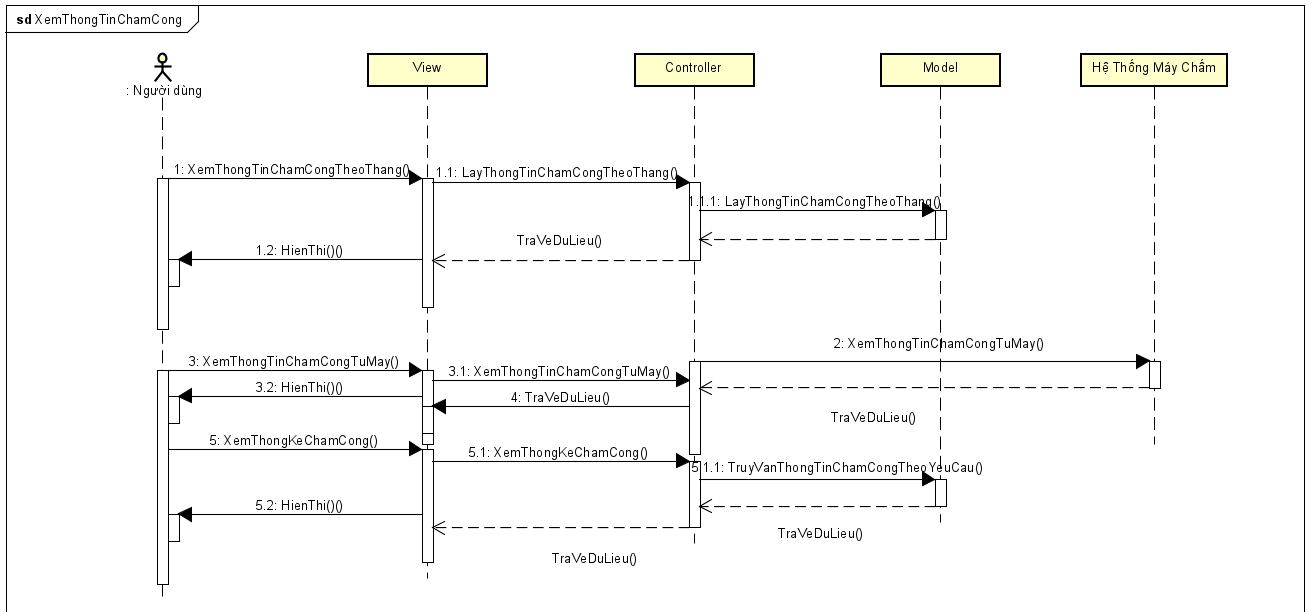 sd XemThongTinChamCong
: Người dùng
View
Controller
Model
Hệ Thống Máy Chấm
1: XemThongTinChamCongTheoThang()
1.1: LayThongTinChamCongTheoThang()
1.1.1: LayThongTinChamCongTheoThang()
TraVeDuLieu()
1.2: HienThi()()
2: XemThongTinChamCongTuMay()
3: XemThongTinChamCongTuMay()
3.1: XemThongTinChamCongTuMay()
3.2: HienThi()()
4: TraVeDuLieu()
TraVeDuLieu()
5: XemThongKeChamCong()
5.1: XemThongKeChamCong()
5.1.1: TruyVanThongTinChamCongTheoYeuCau()
5.2: HienThi()()
TraVeDuLieu()
TraVeDuLieu()